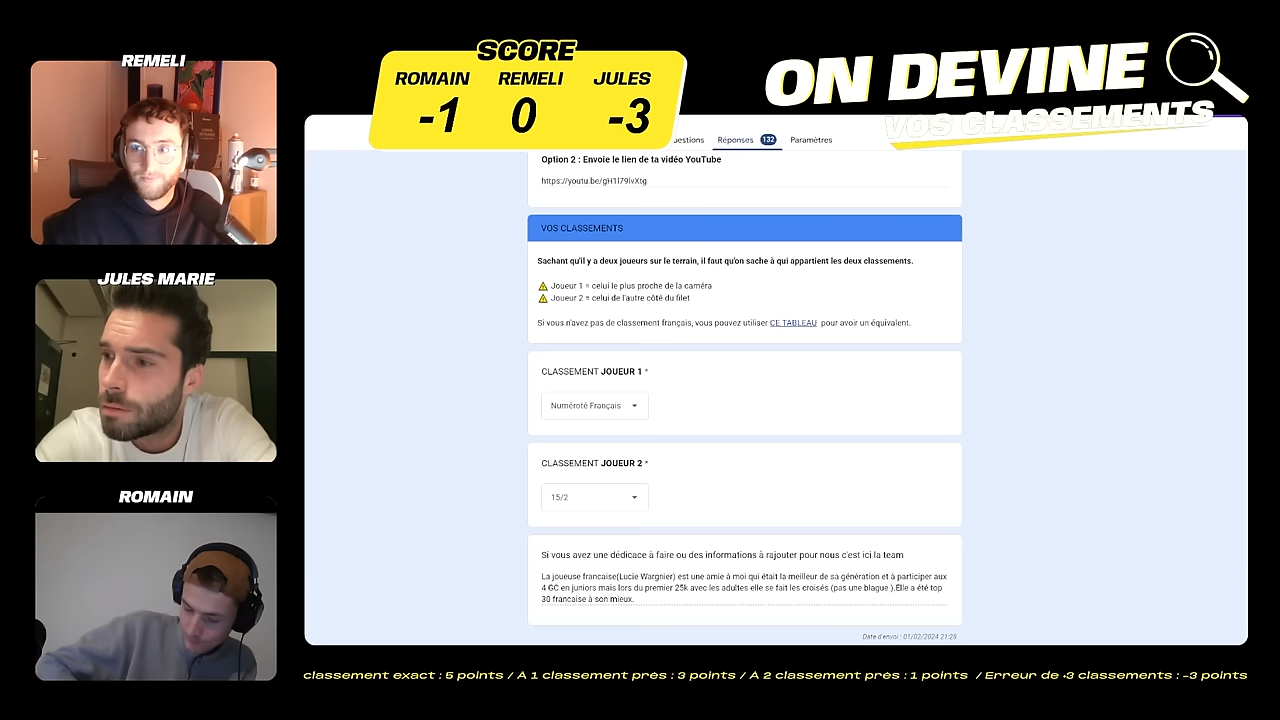 REMELI
JULES MARIE
ROMAIN
SCORE
ROMAIN REMELI JULES
-1 0 -3
ON DEVINE
VOS CLASSEMENTS
uestions Réponses 132 Paramètres
Option 2 : Envoie le lien de ta vidéo YouTube
https://youtu.be/gH1l79lvXtg
VOS CLASSEMENTS
Sachant qu'il y a deux joueurs sur le terrain, il faut qu'on sache à qui appartient les deux classements.
Joueur 1 = celui le plus proche de la caméra
Joueur 2 = celui de l'autre côté du filet
Si vous n'avez pas de classement français, vous pouvez utiliser CE TABLEAU pour avoir un équivalent.
CLASSEMENT JOUEUR 1 *
Numéroté Français
CLASSEMENT JOUEUR 2 *
15/2
Si vous avez une dédicace à faire ou des informations à rajouter pour nous c'est ici la team
La joueuse francaise(Lucie Wargnier) est une amie à moi qui était la meilleur de sa génération et à participer aux
4 GC en juniors mais lors du premier 25k avec les adultes elle se fait les croisés (pas une blague ).Elle a été top
30 francaise à son mieux.
Date d'envoi : 01/02/2024 21:28
classement exact : 5 points / À 1 classement près : 3 points / À 2 classement près : 1 points / Erreur de +3 classements : -3 points